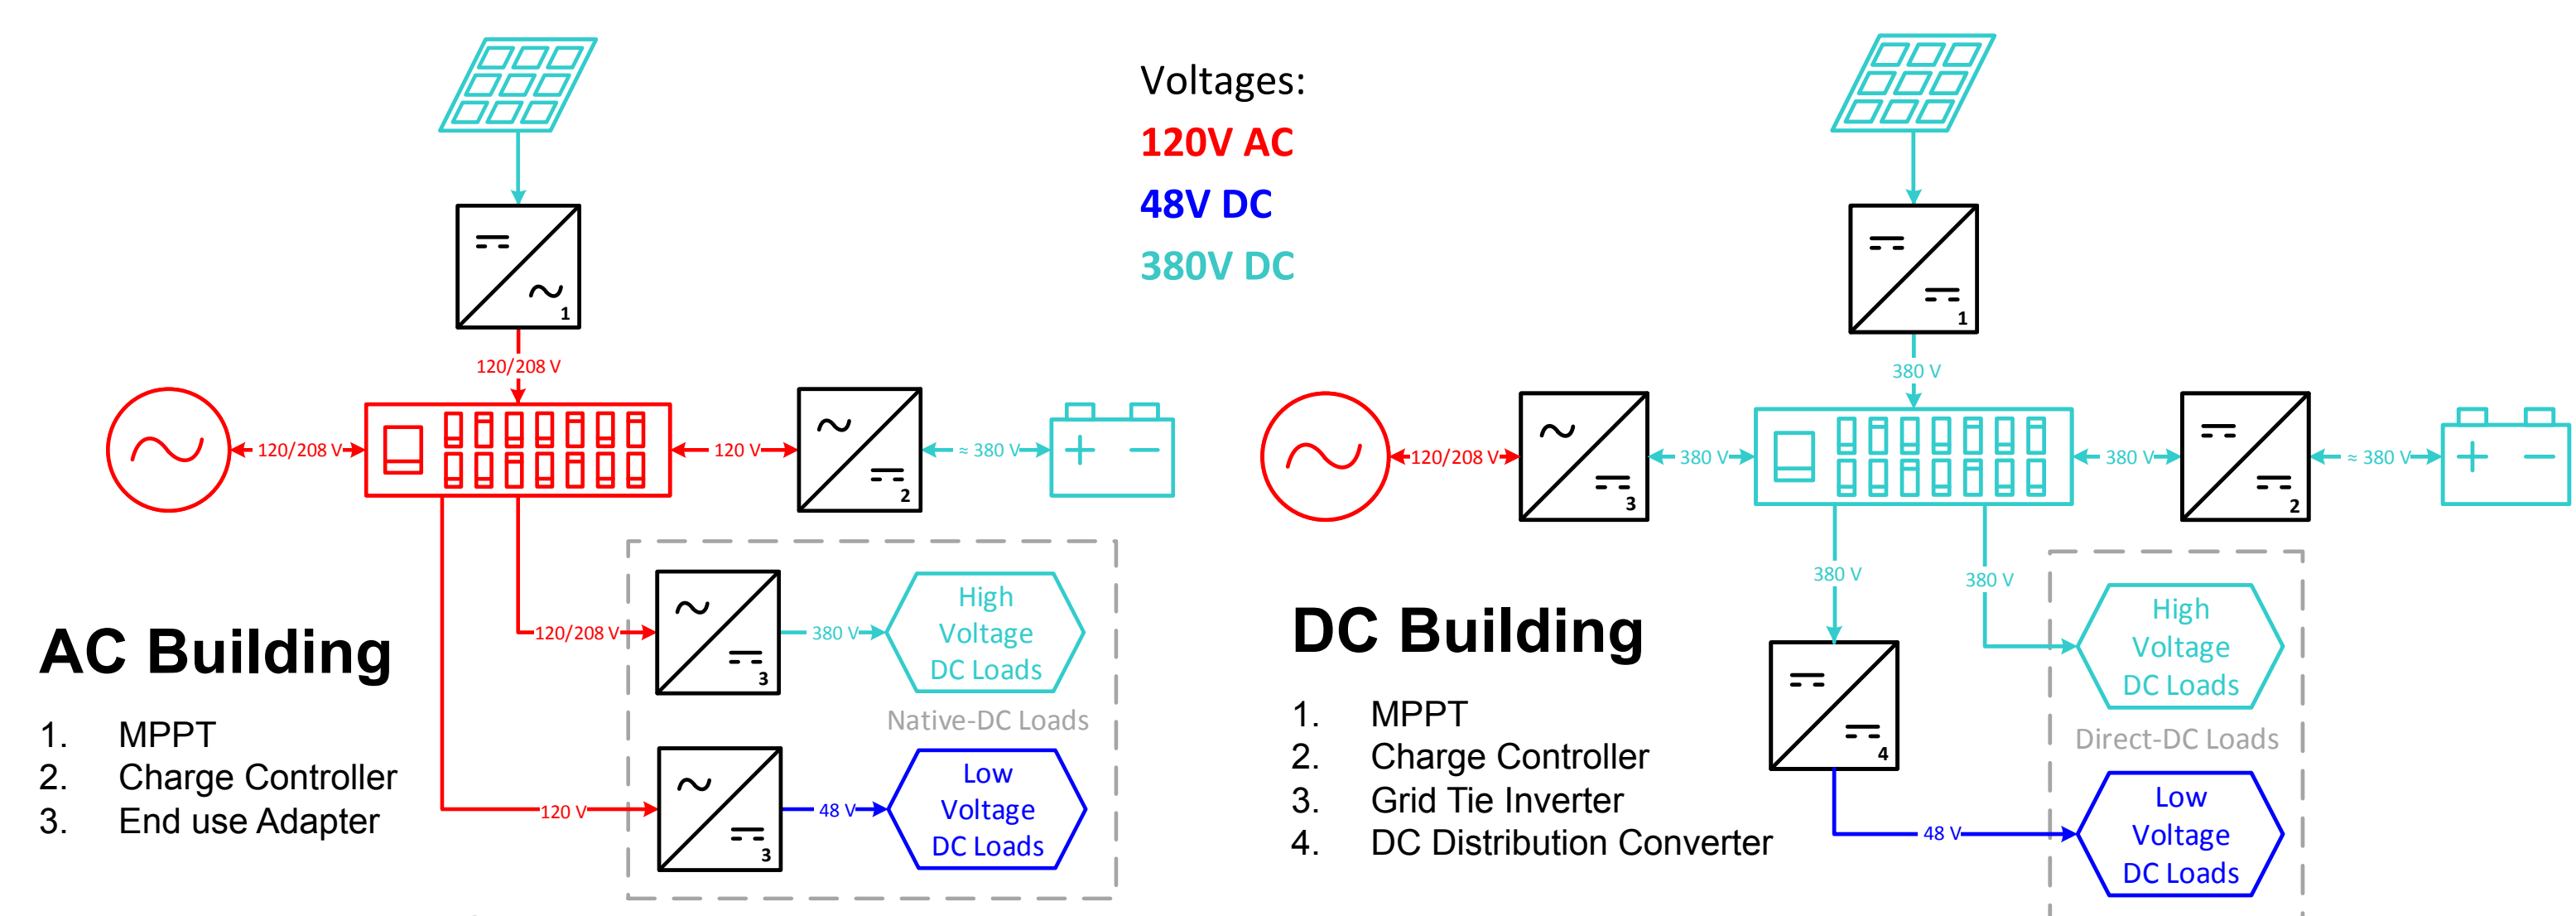 Voltages:
120V AC
48V DC
380V DC
1
120/208 V
120/208 V
120 V
2
≈ 380 V
+ −
120/208 V
3
380 V
High
Voltage
DC Loads
Native-DC Loads
120 V
3
48 V
Low
Voltage
DC Loads
AC Building
1. MPPT
2. Charge Controller
3. End use Adapter
1
380 V
120/208 V
3
380 V
380 V
2
≈ 380 V
+ −
380 V
380 V
High
Voltage
DC Loads
Direct-DC Loads
4
48 V
Low
Voltage
DC Loads
DC Building
1. MPPT
2. Charge Controller
3. Grid Tie Inverter
4. DC Distribution Converter